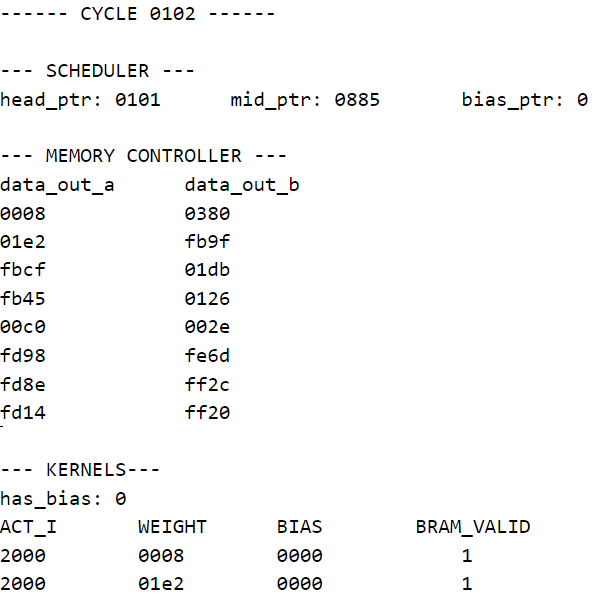 ------ CYCLE 0102 ------
--- SCHEDULER ---
head_ptr: 0101 mid_ptr: 0885 bias_ptr: 0
--- MEMORY CONTROLLER ---
data_out_a data_out_b
0008 0380
01e2 fb9f
fbcf 01db
fb45 0126
00c0 002e
fd98 fe6d
fd8e ff2c
fd14 ff20
--- KERNELS---
has_bias: 0
ACT_I WEIGHT BIAS BRAM_VALID
2000 0008 0000 1
2000 01e2 0000 1